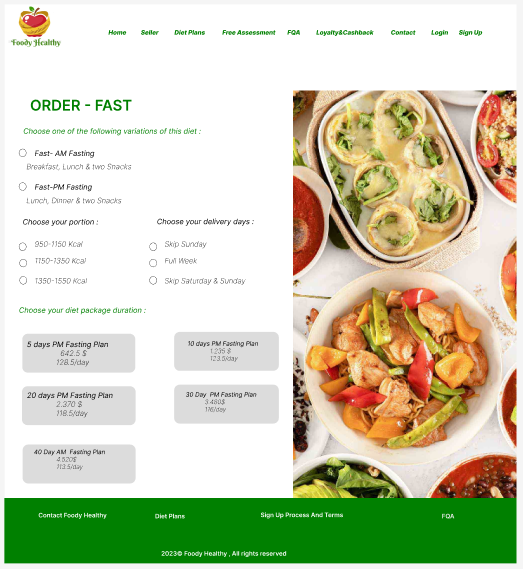 Foody Healthy
Home Seller Diet Plans Free Assessment FQA Loyalty&Cashback Contact Login Sign Up
ORDER - FAST
Choose one of the following variations of this diet :
Fast- AM Fasting
Breakfast, Lunch & two Snacks
Fast-PM Fasting
Lunch, Dinner & two Snacks
Choose your portion :
950-1150 Kcal
1150-1350 Kcal
1350-1550 Kcal
Choose your delivery days :
Skip Sunday
Full Week
Skip Saturday & Sunday
Choose your diet package duration :
5 days PM Fasting Plan
642.5 $
128.5/day
10 days PM Fasting Plan
1.235 $
123.5/day
20 days PM Fasting Plan
2.370 $
118.5/day
30 Day PM Fasting Plan
3.480$
116/day
40 Day AM Fasting Plan
4.520$
113.5/day
Contact Foody Healthy Diet Plans Sign Up Process And Terms FQA
2023© Foody Healthy , All rights reserved